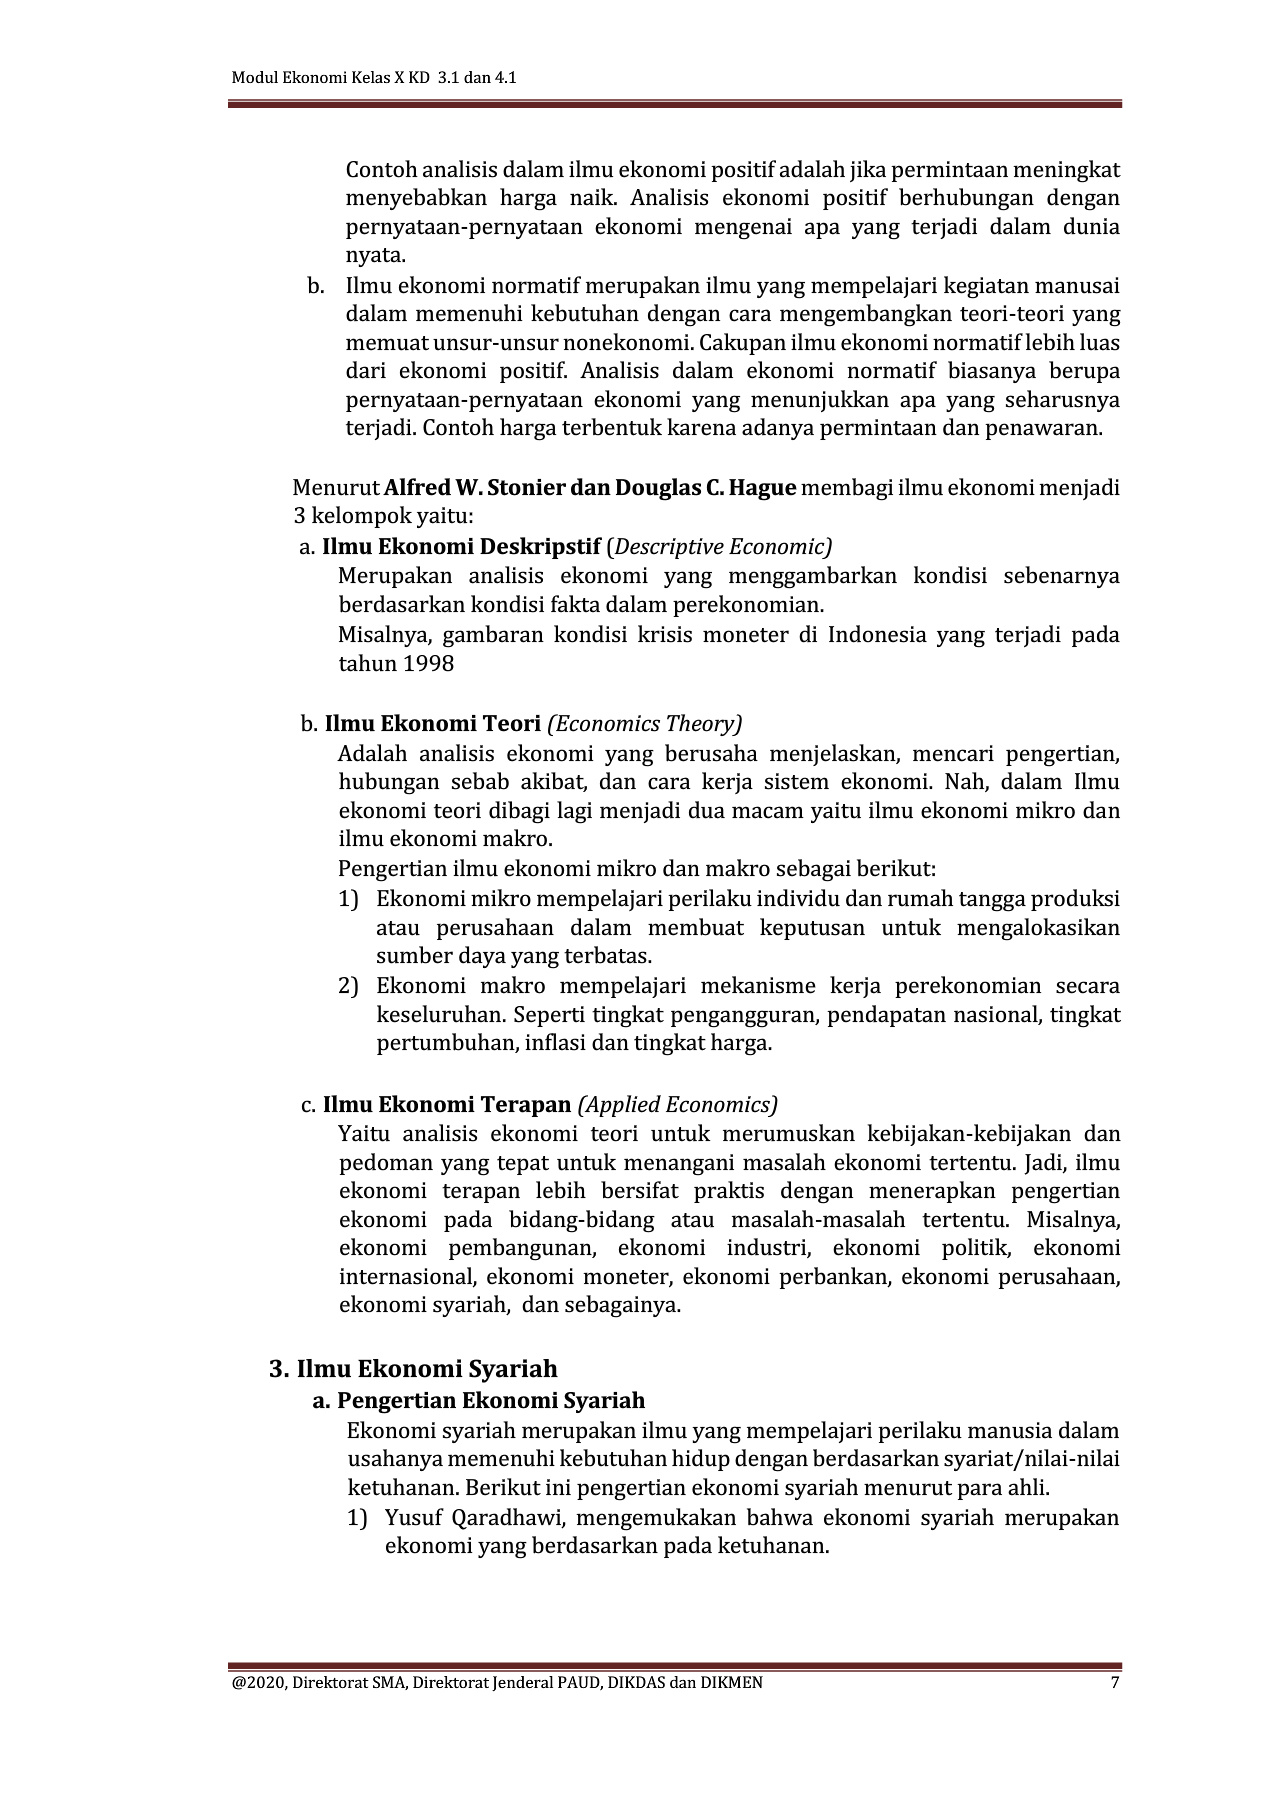 Modul Ekonomi Kelas X KD  3.1 dan 4.1
Contoh analisis dalam ilmu ekonomi positif adalah jika permintaan meningkat
menyebabkan harga naik. Analisis ekonomi positif berhubungan dengan
pernyataan-pernyataan ekonomi mengenai apa yang terjadi dalam dunia
nyata.
b. Ilmu ekonomi normatif merupakan ilmu yang mempelajari kegiatan manusai
dalam memenuhi kebutuhan dengan cara mengembangkan teori-teori yang
memuat unsur-unsur nonekonomi. Cakupan ilmu ekonomi normatif lebih luas
dari ekonomi positif. Analisis dalam ekonomi normatif biasanya berupa
pernyataan-pernyataan ekonomi yang menunjukkan apa yang seharusnya
terjadi. Contoh harga terbentuk karena adanya permintaan dan penawaran.
Menurut Alfred W. Stonier dan Douglas C. Hague membagi ilmu ekonomi menjadi
3 kelompok yaitu:
a. Ilmu Ekonomi Deskripstif (Descriptive Economic)
Merupakan analisis ekonomi yang menggambarkan kondisi sebenarnya
berdasarkan kondisi fakta dalam perekonomian.
Misalnya, gambaran kondisi krisis moneter di Indonesia yang terjadi pada
tahun 1998
b. Ilmu Ekonomi Teori (Economics Theory)
Adalah analisis ekonomi yang berusaha menjelaskan, mencari pengertian,
hubungan sebab akibat, dan cara kerja sistem ekonomi. Nah, dalam Ilmu
ekonomi teori dibagi lagi menjadi dua macam yaitu ilmu ekonomi mikro dan
ilmu ekonomi makro.
Pengertian ilmu ekonomi mikro dan makro sebagai berikut:
1) Ekonomi mikro mempelajari perilaku individu dan rumah tangga produksi
atau perusahaan dalam membuat keputusan untuk mengalokasikan
sumber daya yang terbatas.
2) Ekonomi makro mempelajari mekanisme kerja perekonomian secara
keseluruhan. Seperti tingkat pengangguran, pendapatan nasional, tingkat
pertumbuhan, inflasi dan tingkat harga.
c. Ilmu Ekonomi Terapan (Applied Economics)
Yaitu analisis ekonomi teori untuk merumuskan kebijakan-kebijakan dan
pedoman yang tepat untuk menangani masalah ekonomi tertentu. Jadi, ilmu
ekonomi terapan lebih bersifat praktis dengan menerapkan pengertian
ekonomi pada bidang-bidang atau masalah-masalah tertentu. Misalnya,
ekonomi pembangunan, ekonomi industri, ekonomi politik, ekonomi
internasional, ekonomi moneter, ekonomi perbankan, ekonomi perusahaan,
ekonomi syariah,  dan sebagainya.
3. Ilmu Ekonomi Syariah
a. Pengertian Ekonomi Syariah
Ekonomi syariah merupakan ilmu yang mempelajari perilaku manusia dalam
usahanya memenuhi kebutuhan hidup dengan berdasarkan syariat/nilai-nilai
ketuhanan. Berikut ini pengertian ekonomi syariah menurut para ahli.
1) Yusuf Qaradhawi, mengemukakan bahwa ekonomi syariah merupakan
ekonomi yang berdasarkan pada ketuhanan.
@2020, Direktorat SMA, Direktorat Jenderal PAUD, DIKDAS dan DIKMEN 7